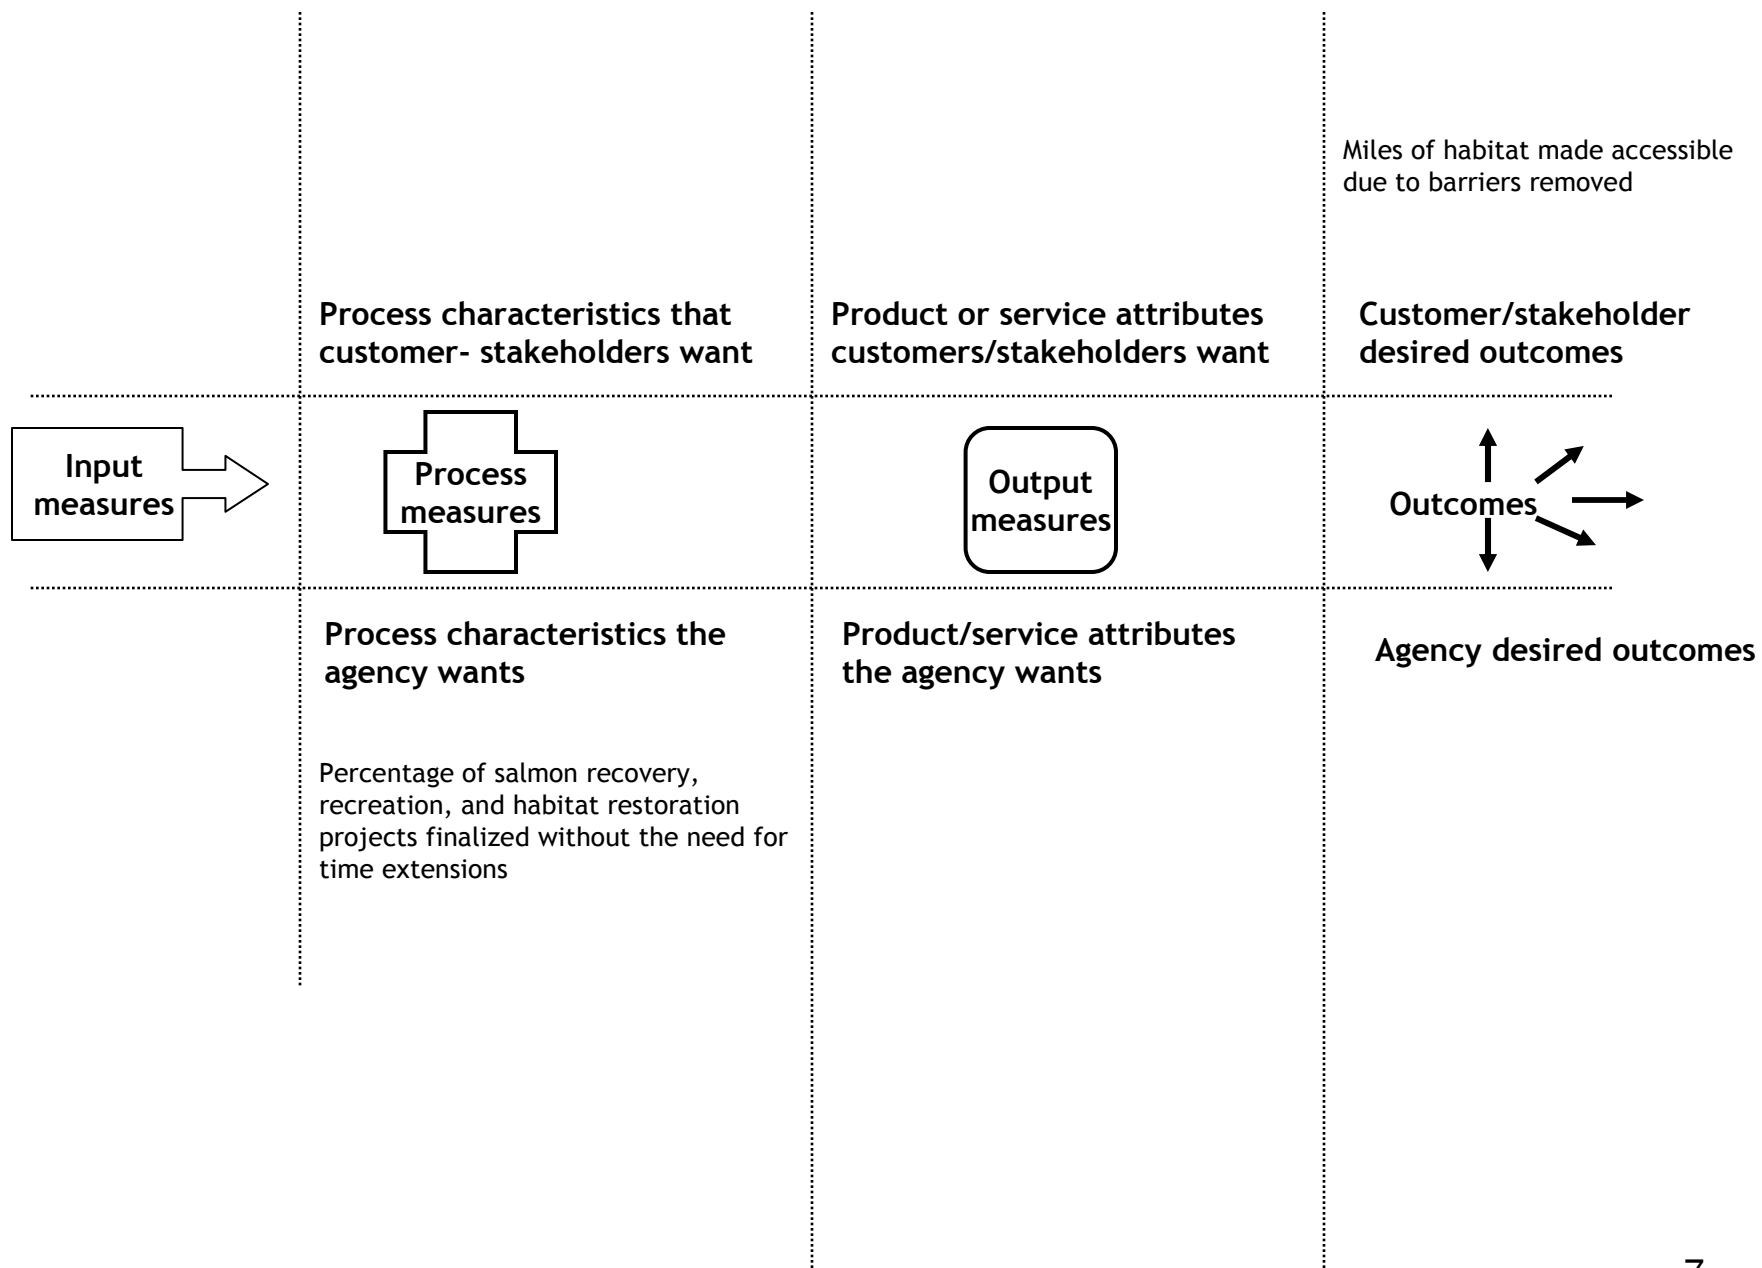 Miles of habitat made accessible
due to barriers removed
Process characteristics that
customer- stakeholders want
Product or service attributes
customers/stakeholders want
Customer/stakeholder
desired outcomes
Input
measures
Process
measures
Output
measures
Outcomes
Process characteristics the
agency wants
Product/service attributes
the agency wants
Agency desired outcomes
Percentage of salmon recovery,
recreation, and habitat restoration
projects finalized without the need for
time extensions
7